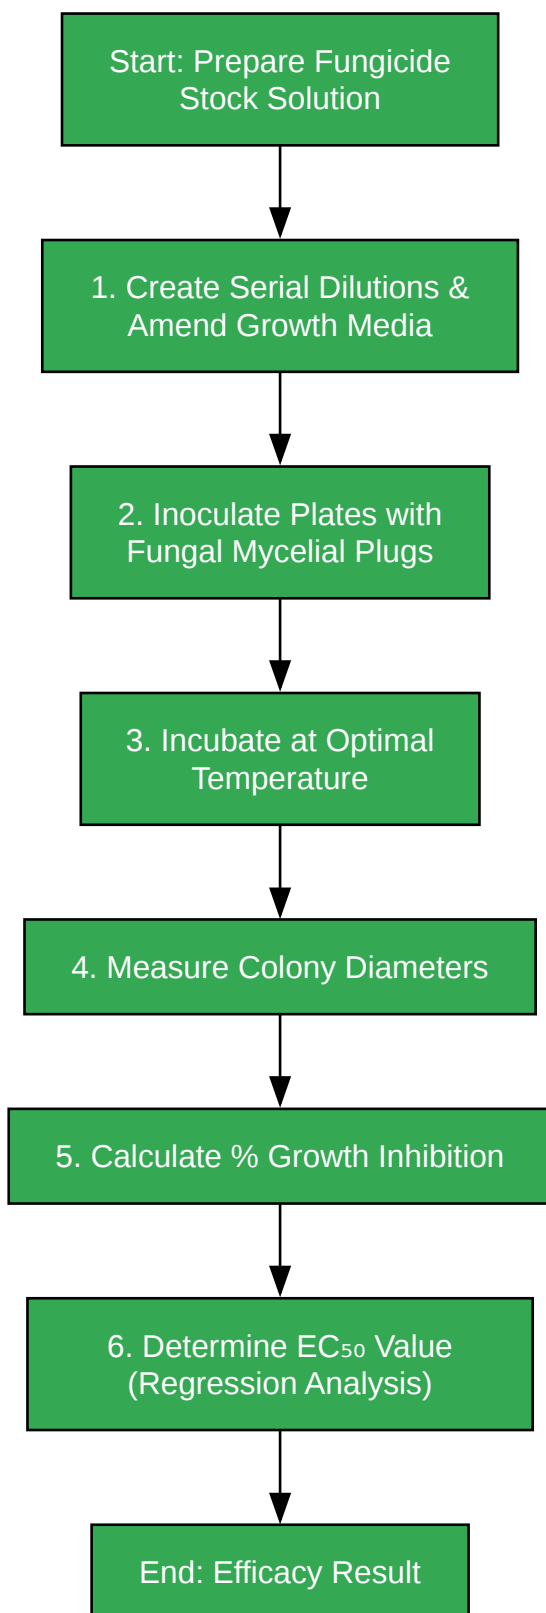 Start: Prepare Fungicide
Stock Solution
1. Create Serial Dilutions &
Amend Growth Media
2. Inoculate Plates with
Fungal Mycelial Plugs
3. Incubate at Optimal
Temperature
4. Measure Colony Diameters
5. Calculate % Growth Inhibition
6. Determine EC₅₀ Value
(Regression Analysis)
End: Efficacy Result